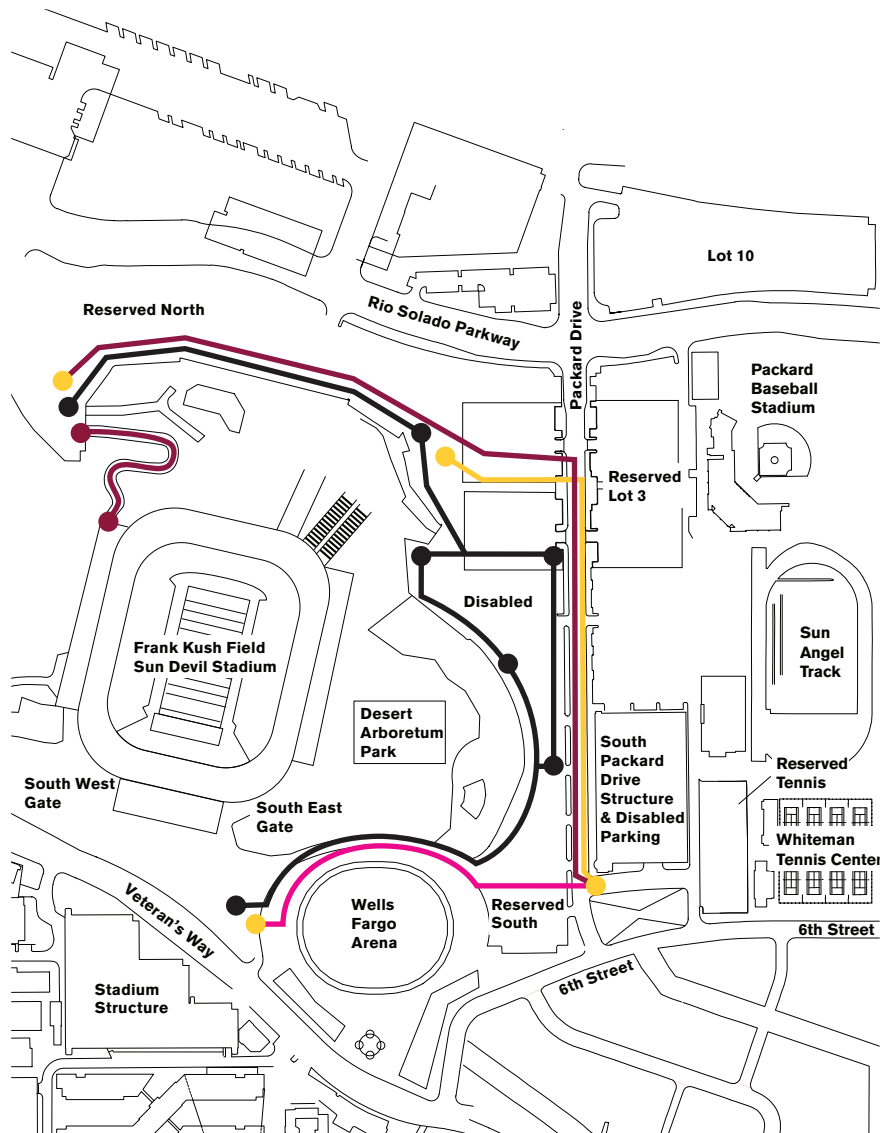 Lot 10
Reserved North
Rio Solado Parkway
Packard Drive
Packard
Baseball
Stadium
Reserved
Lot 3
Disabled
Frank Kush Field
Sun Devil Stadium
Sun
Angel
Track
Desert
Arboretum
Park
South
Packard
Drive
Structure
& Disabled
Parking
Reserved
Tennis
South West
Gate
South East
Gate
Whiteman
Tennis Center
Veteran's Way
Wells
Fargo
Arena
Reserved
South
6th Street
6th Street
Stadium
Structure